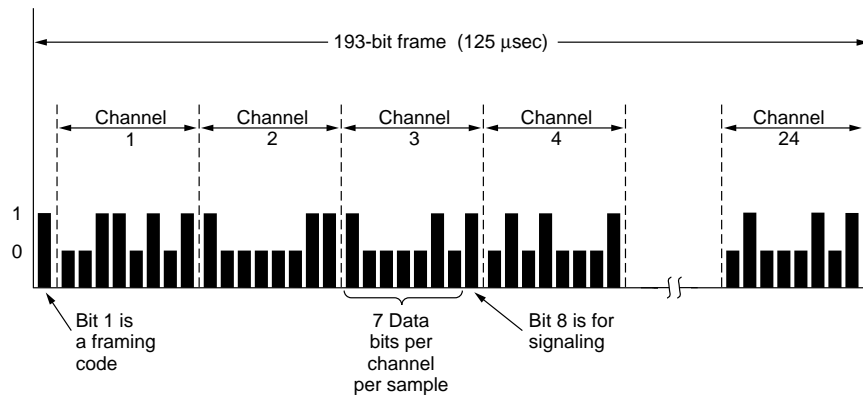 193-bit frame (125 μsec)
Channel
1
Channel
2
Channel
3
Channel
4
Channel
24
1
0
Bit 1 is
a framing
code
7 Data
bits per
channel
per sample
Bit 8 is for
signaling